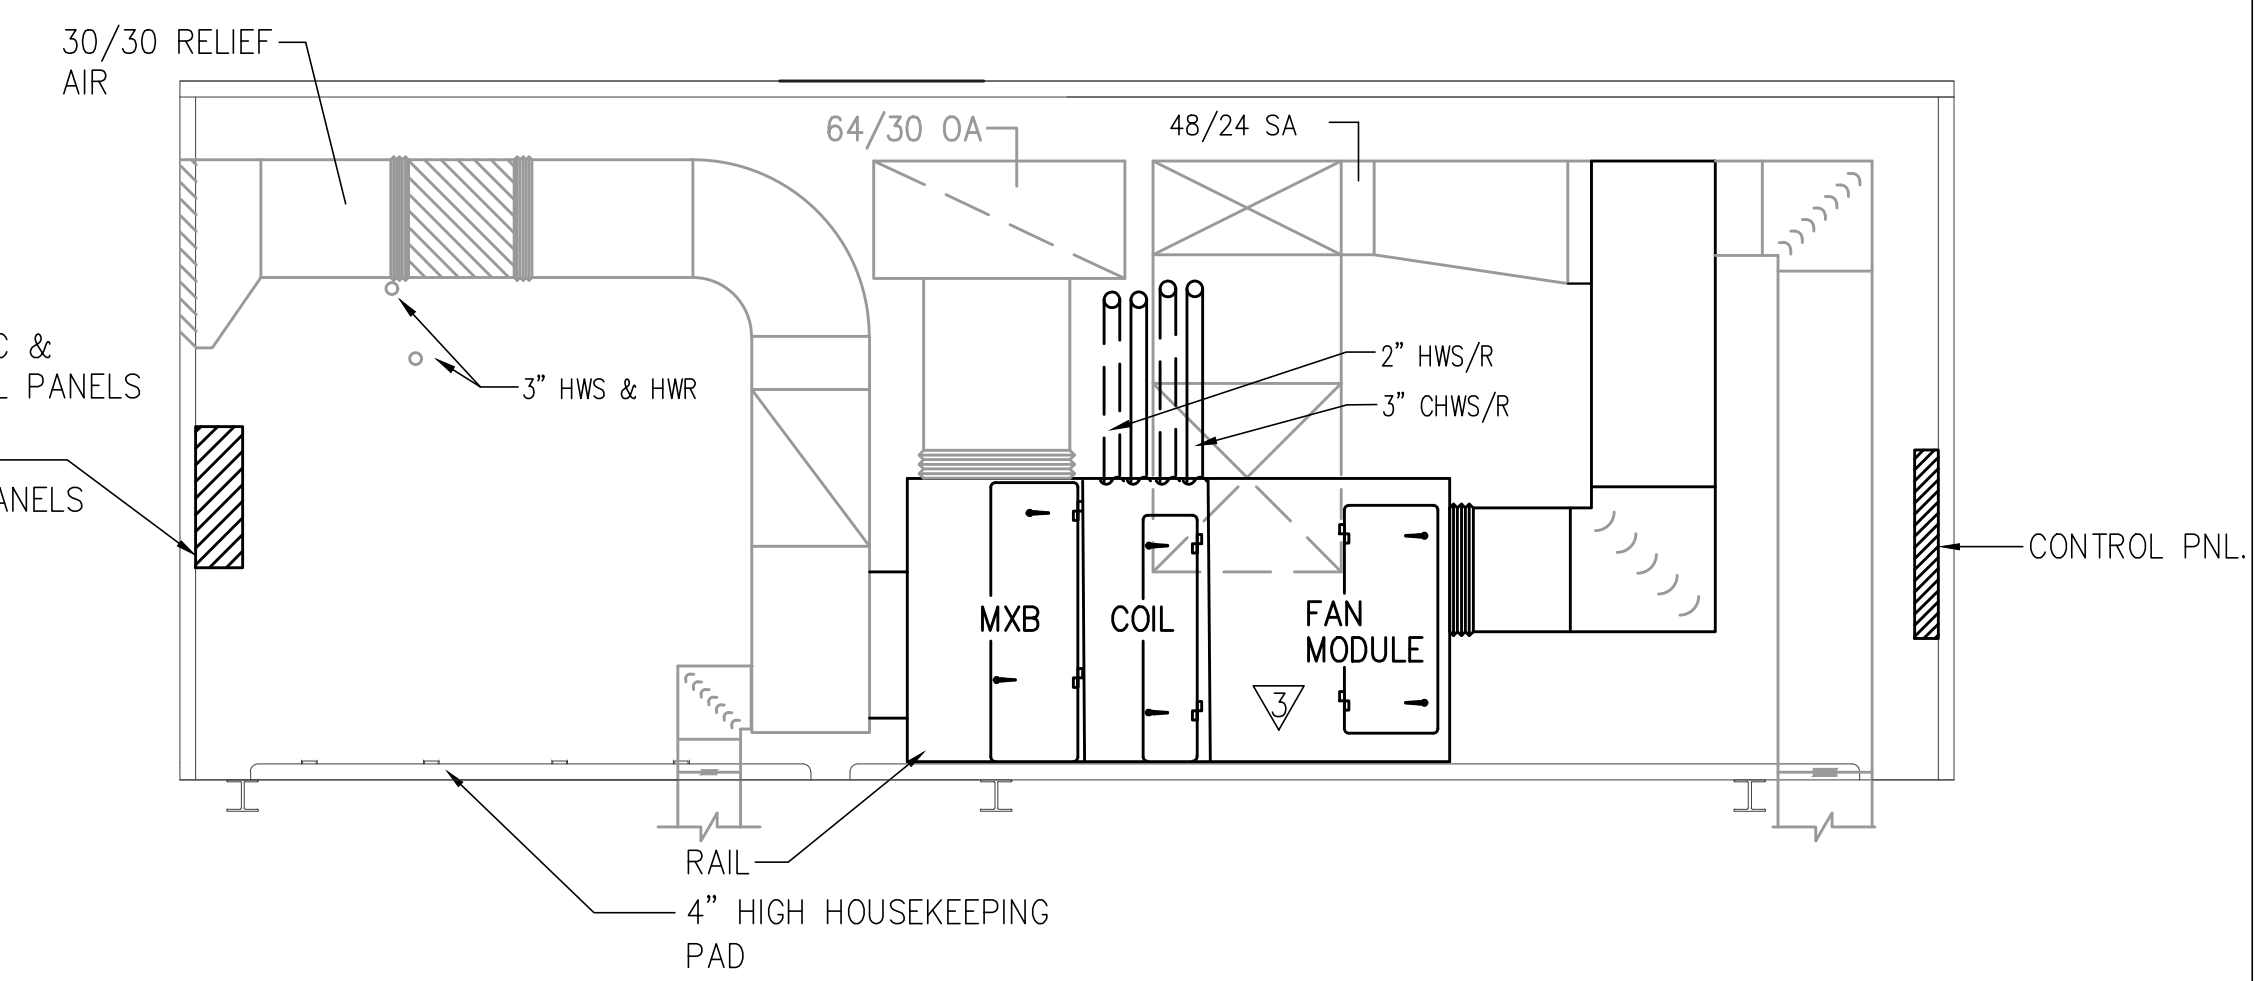 30/30 RELIEF
AIR
64/30 OA
48/24 SA
C &
L PANELS
3" HWS & HWR
2" HWS/R
3" CHWS/R
ANELS
CONTROL PNL.
MXB
COIL
FAN
MODULE
3
RAIL
4" HIGH HOUSEKEEPING
PAD